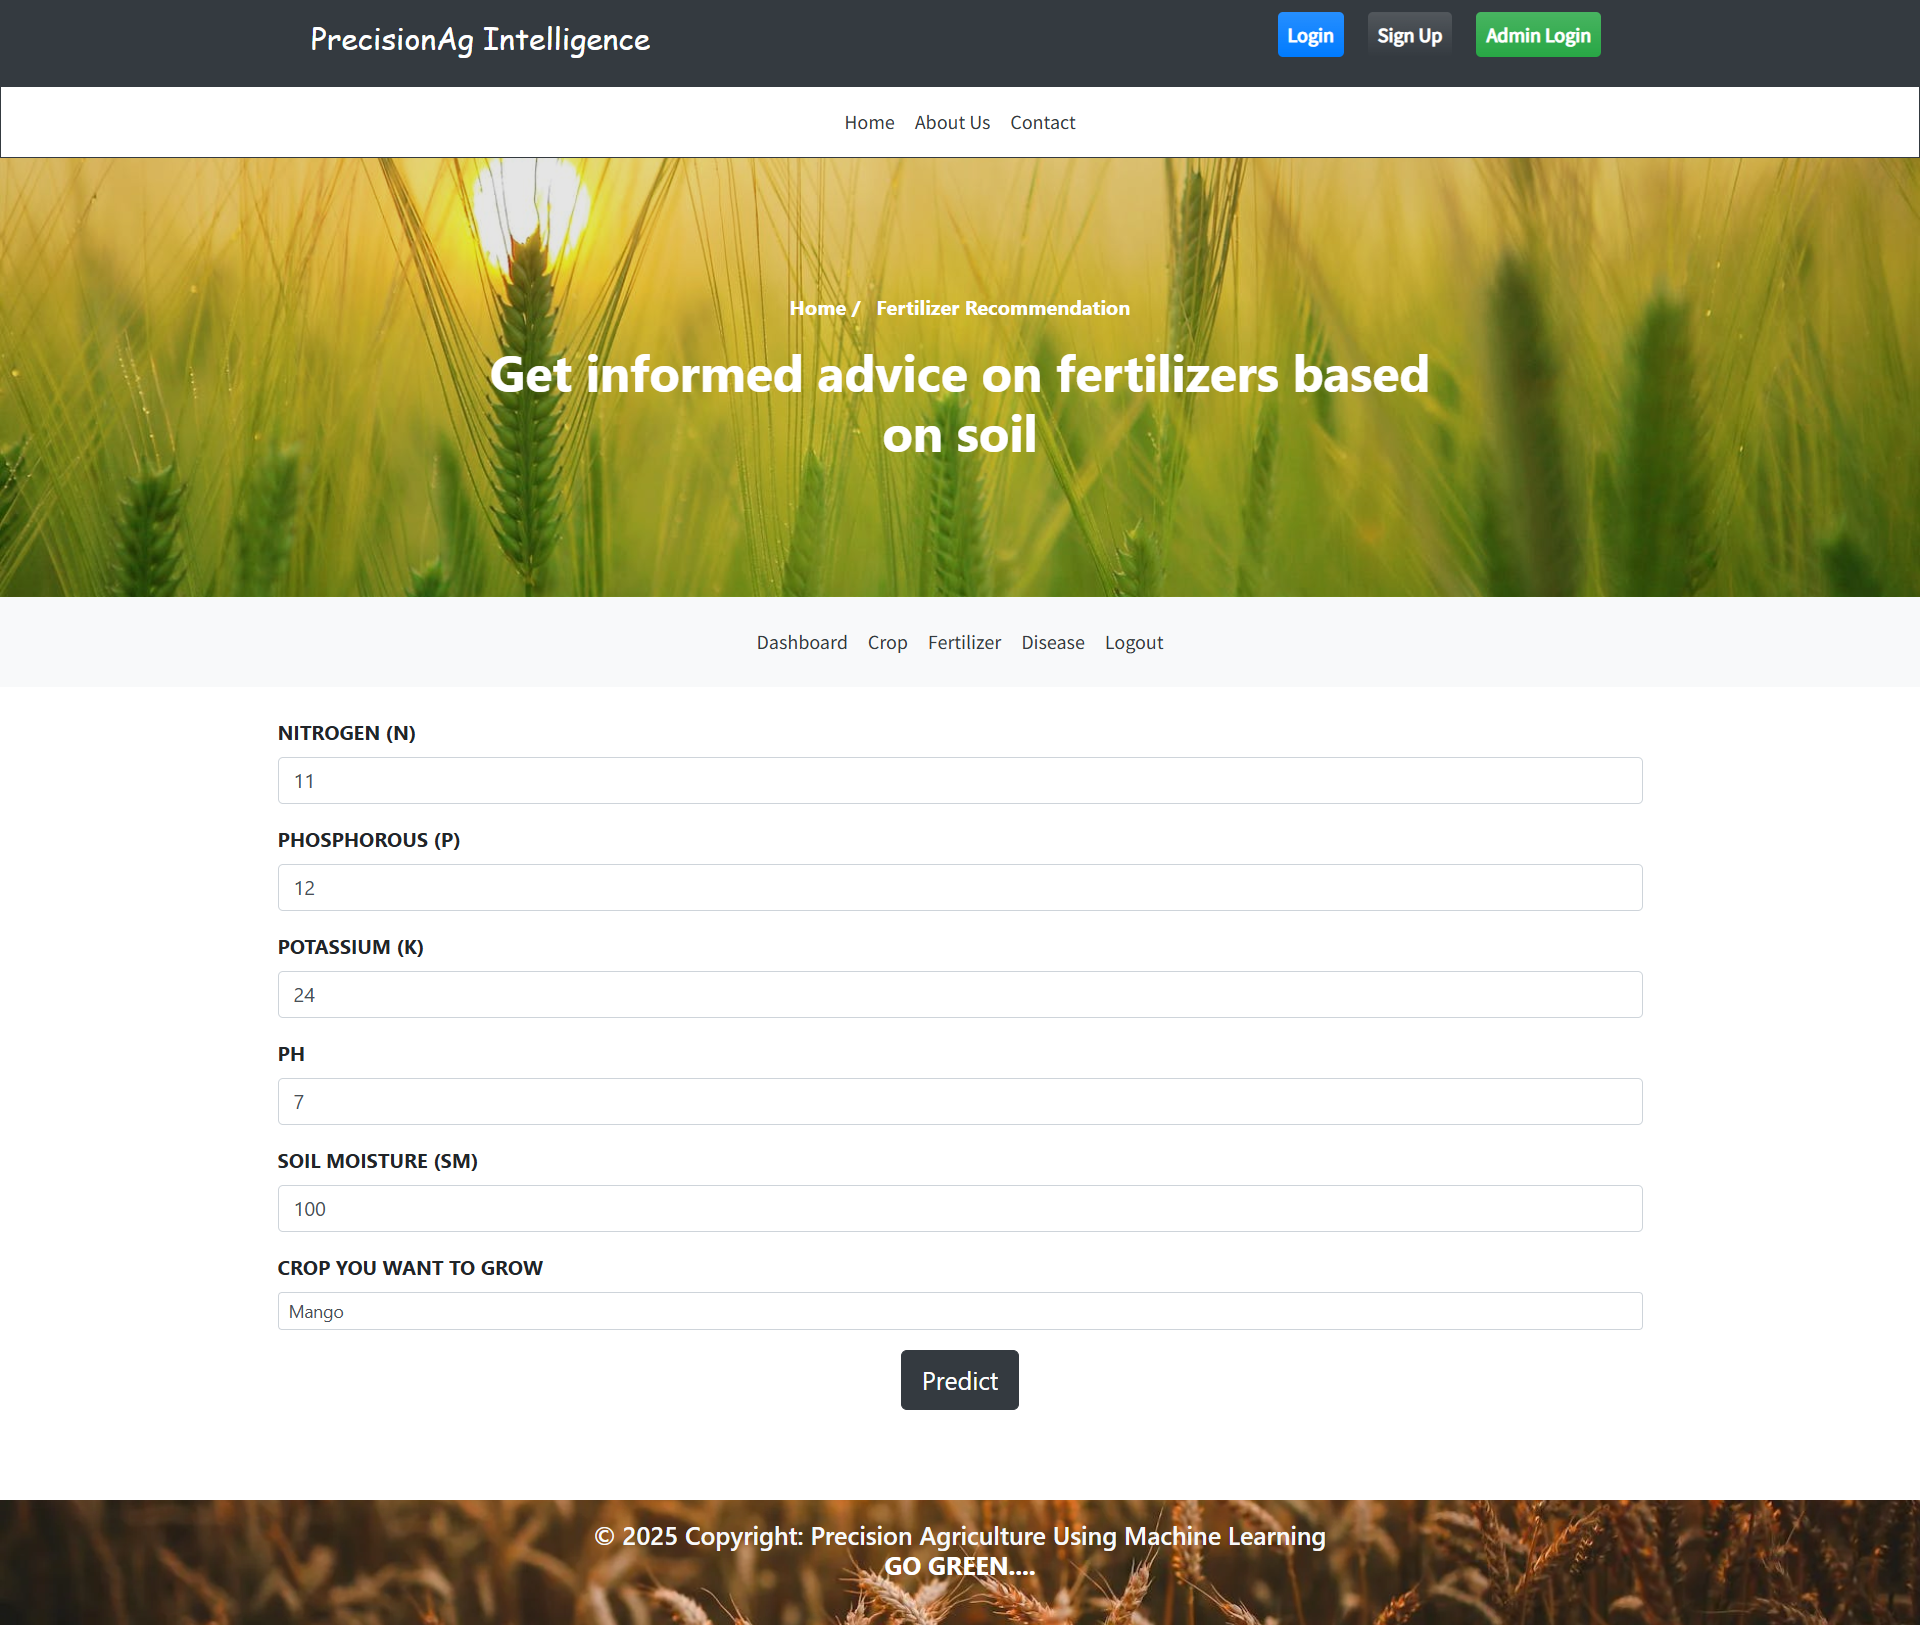 PrecisionAg Intelligence
Login
Sign Up
Admin Login
Home
About Us
Contact
Home / Fertilizer Recommendation
Get informed advice on fertilizers based
on soil
Dashboard
Crop
Fertilizer
Disease
Logout
NITROGEN (N)
11
PHOSPHOROUS (P)
12
POTASSIUM (K)
24
PH
7
SOIL MOISTURE (SM)
100
CROP YOU WANT TO GROW
Mango
Predict
© 2025 Copyright: Precision Agriculture Using Machine Learning
GO GREEN....